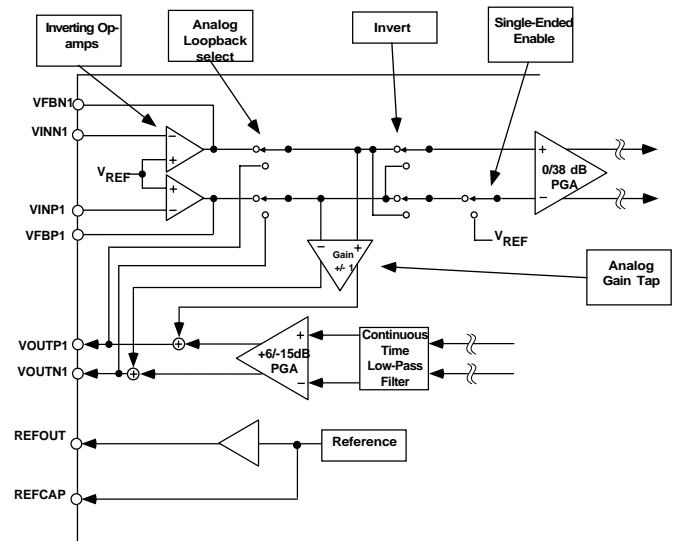 Inverting Op-
amps
Analog
Loopback
select
Invert
Single-Ended
Enable
VFBN1
VINN1
VREF
VINP1
VFBP1
0/38 dB
PGA
VREF
Gain
+/- 1
Analog
Gain Tap
VOUTP1
VOUTN1
+6/-15dB
PGA
Continuous
Time
Low-Pass
Filter
REFOUT
Reference
REFCAP